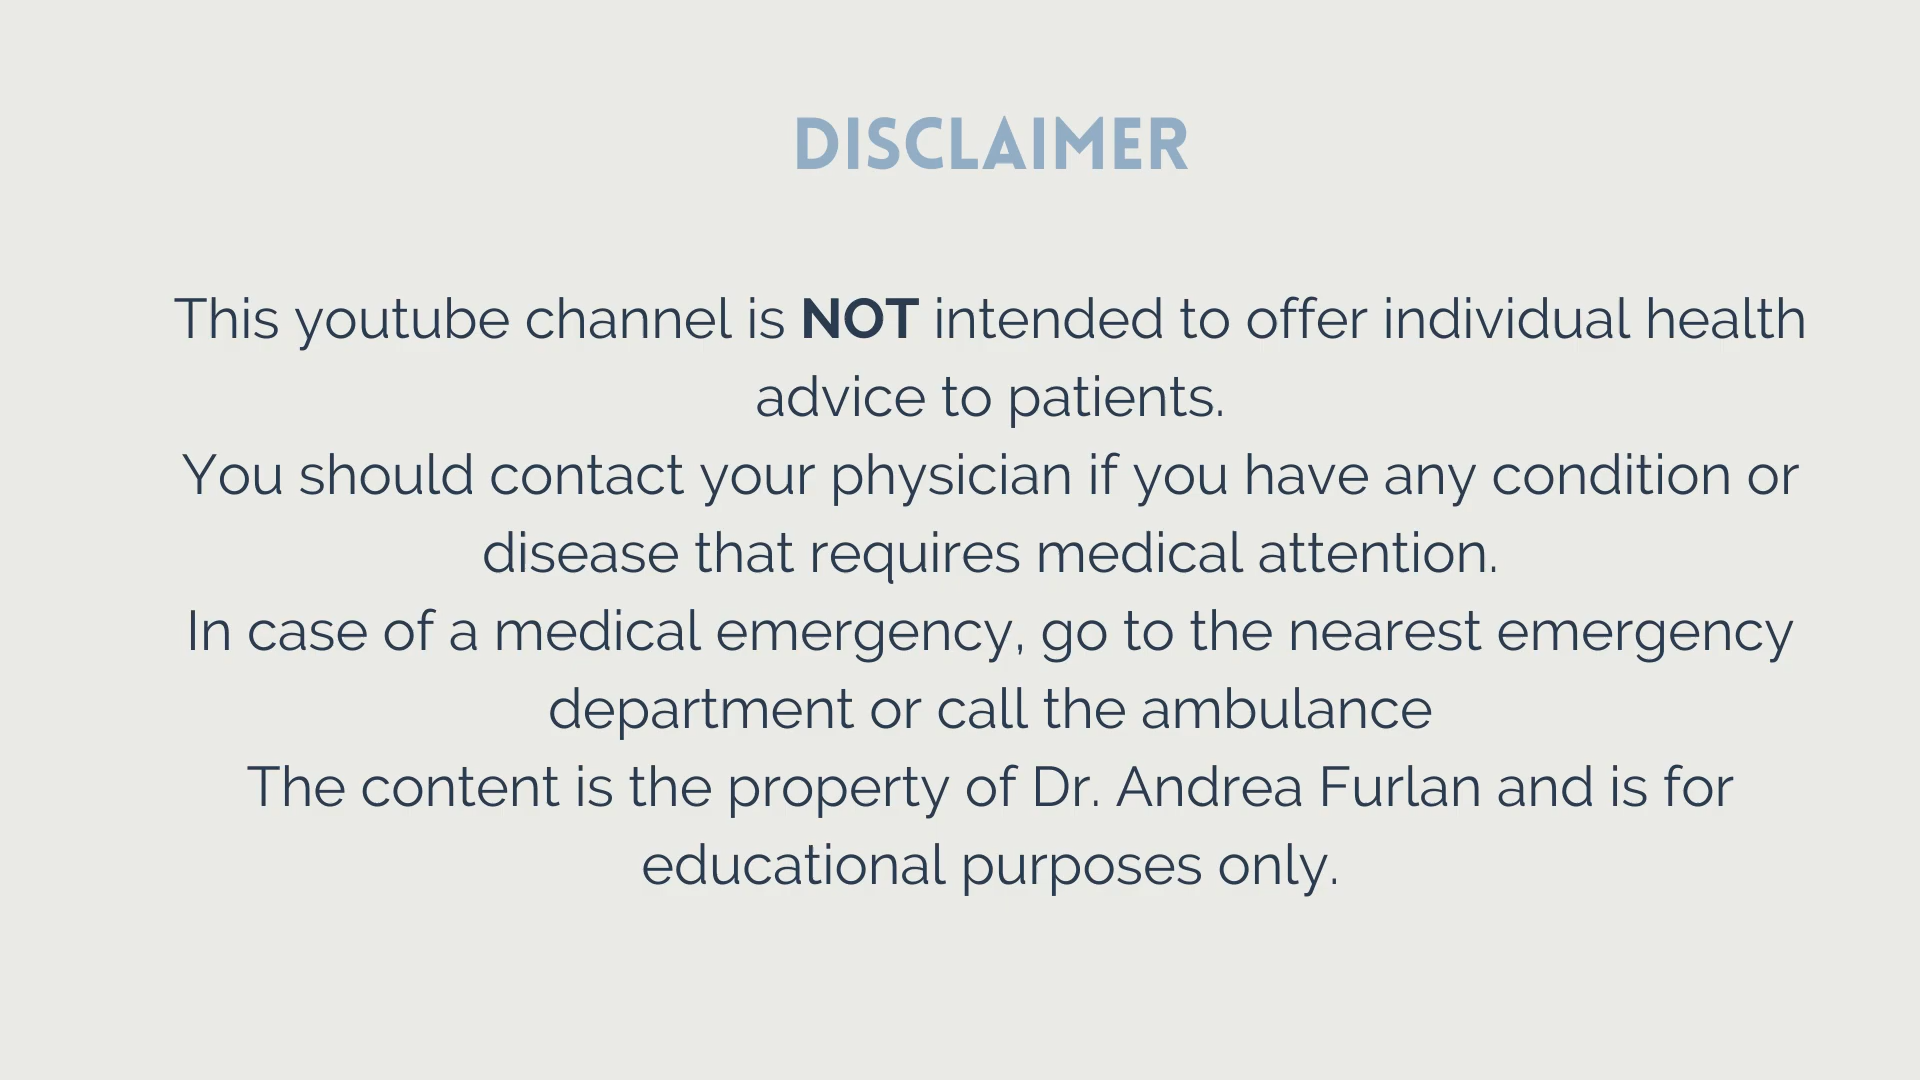 DISCLAIMER
This youtube channel is NOT intended to offer individual health
advice to patients.
You should contact your physician if you have any condition or
disease that requires medical attention.
In case of a medical emergency, go to the nearest emergency
department or call the ambulance
The content is the property of Dr. Andrea Furlan and is for
educational purposes only.